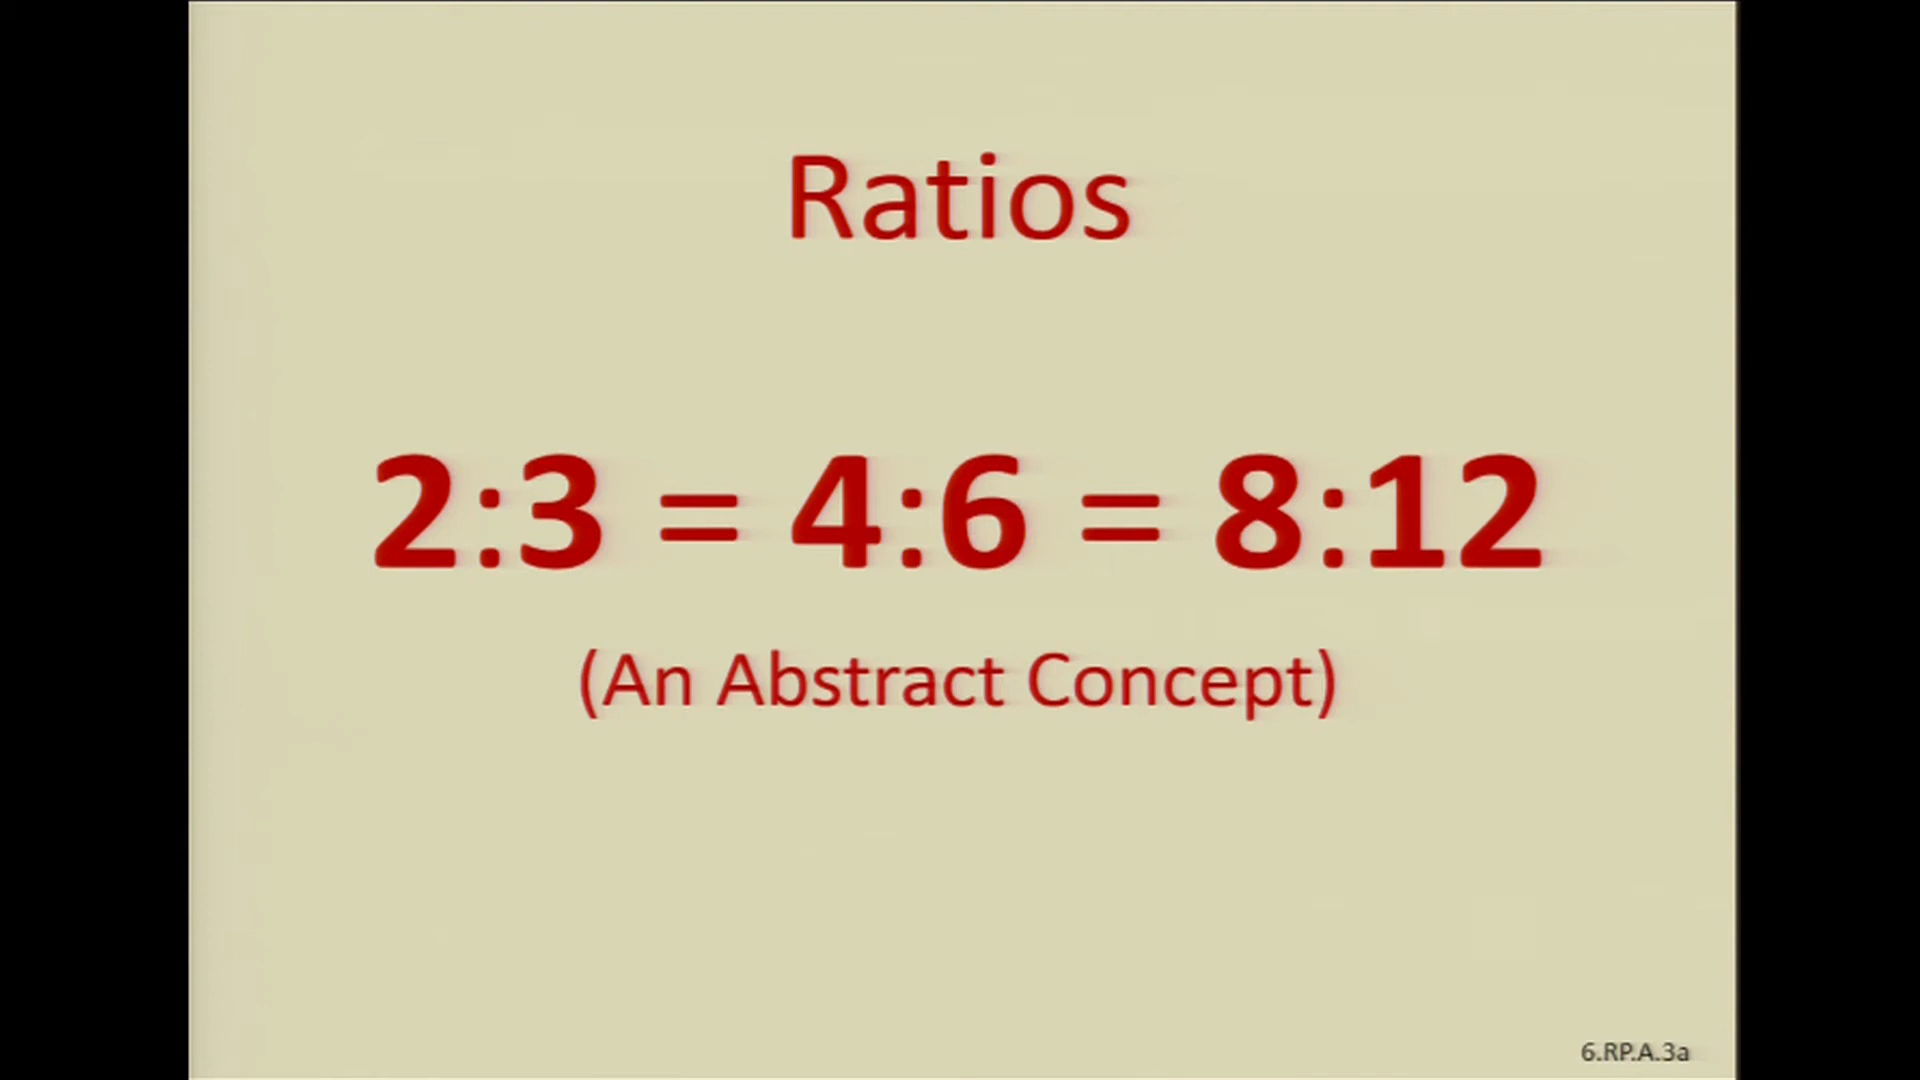 Ratios
2:3 = 4:6 = 8:12
(An Abstract Concept)
6.RP.A.3a